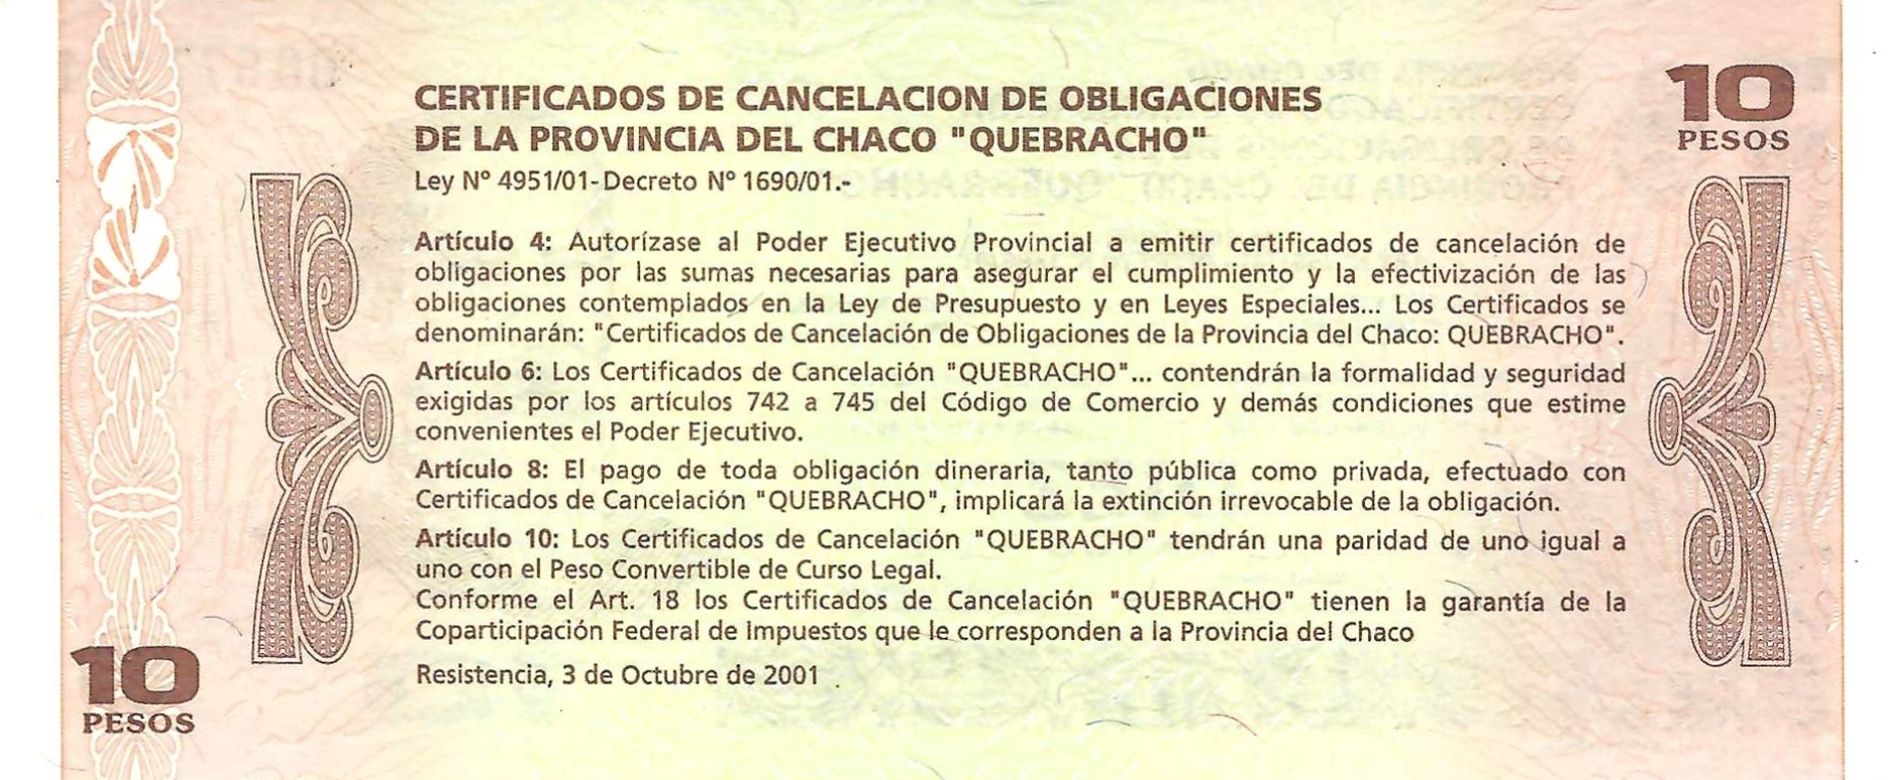 10
PESOS
CERTIFICADOS DE CANCELACION DE OBLIGACIONES
DE LA PROVINCIA DEL CHACO "QUEBRACHO"
Ley Nº 4951/01-Decreto Nº 1690/01.-
Artículo 4: Autorízase al Poder Ejecutivo Provincial a emitir certificados de cancelación de
obligaciones por las sumas necesarias para asegurar el cumplimiento y la efectivización de las
obligaciones contemplados en la Ley de Presupuesto y en Leyes Especiales... Los Certificados se
denominarán: "Certificados de Cancelación de Obligaciones de la Provincia del Chaco: QUEBRACHO".
Artículo 6: Los Certificados de Cancelación "QUEBRACHO"... contendrán la formalidad y seguridad
exigidas por los artículos 742 a 745 del Código de Comercio y demás condiciones que estime
convenientes el Poder Ejecutivo.
Artículo 8: El pago de toda obligación dineraria, tanto pública como privada, efectuado con
Certificados de Cancelación "QUEBRACHO", implicará la extinción irrevocable de la obligación.
Artículo 10: Los Certificados de Cancelación "QUEBRACHO" tendrán una paridad de uno igual a
uno con el Peso Convertible de Curso Legal.
Conforme el Art. 18 los Certificados de Cancelación "QUEBRACHO" tienen la garantía de la
Coparticipación Federal de Impuestos que le corresponden a la Provincia del Chaco
Resistencia, 3 de Octubre de 2001
10
PESOS